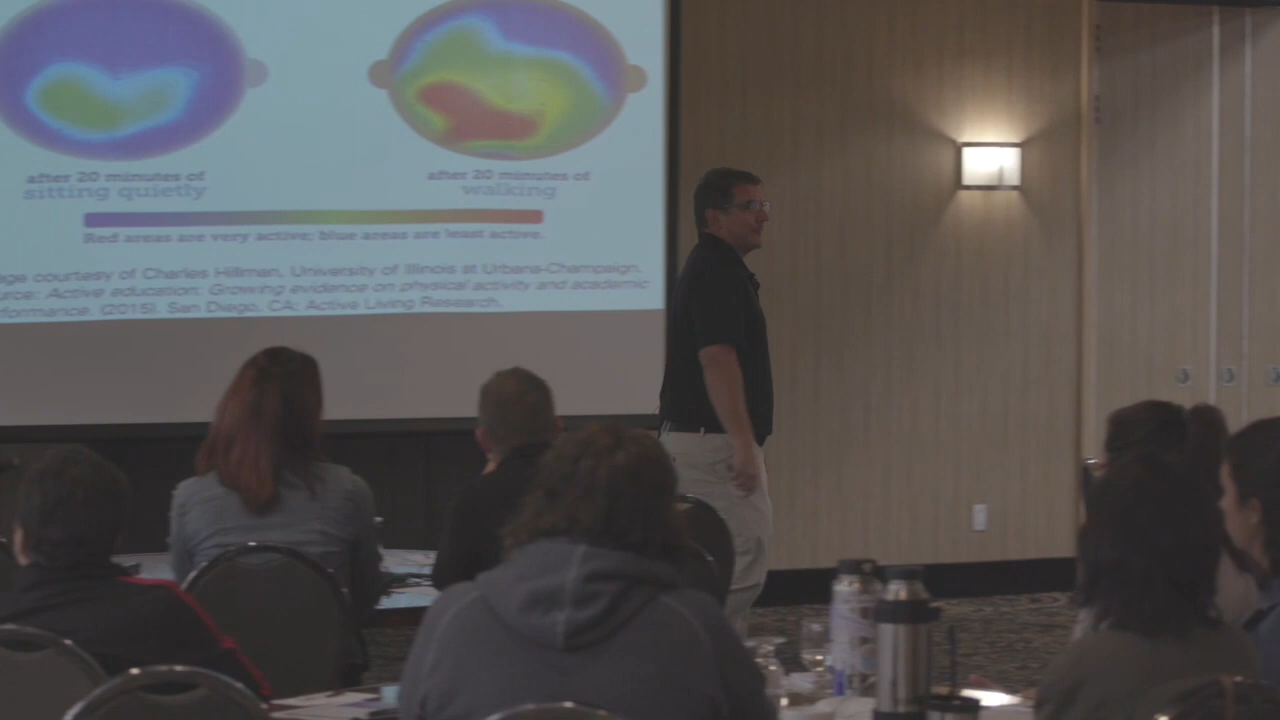 after 20 minutes of
sitting quietly
after 20 minutes of
walking
Red areas are very active; blue areas are least active.
age courtesy of Charles Hillman, University of Illinois at Urbana-Champaign.
urce: Active education: Growing evidence on physical activity and academic
rformance. (2015). San Diego, CA: Active Living Research.